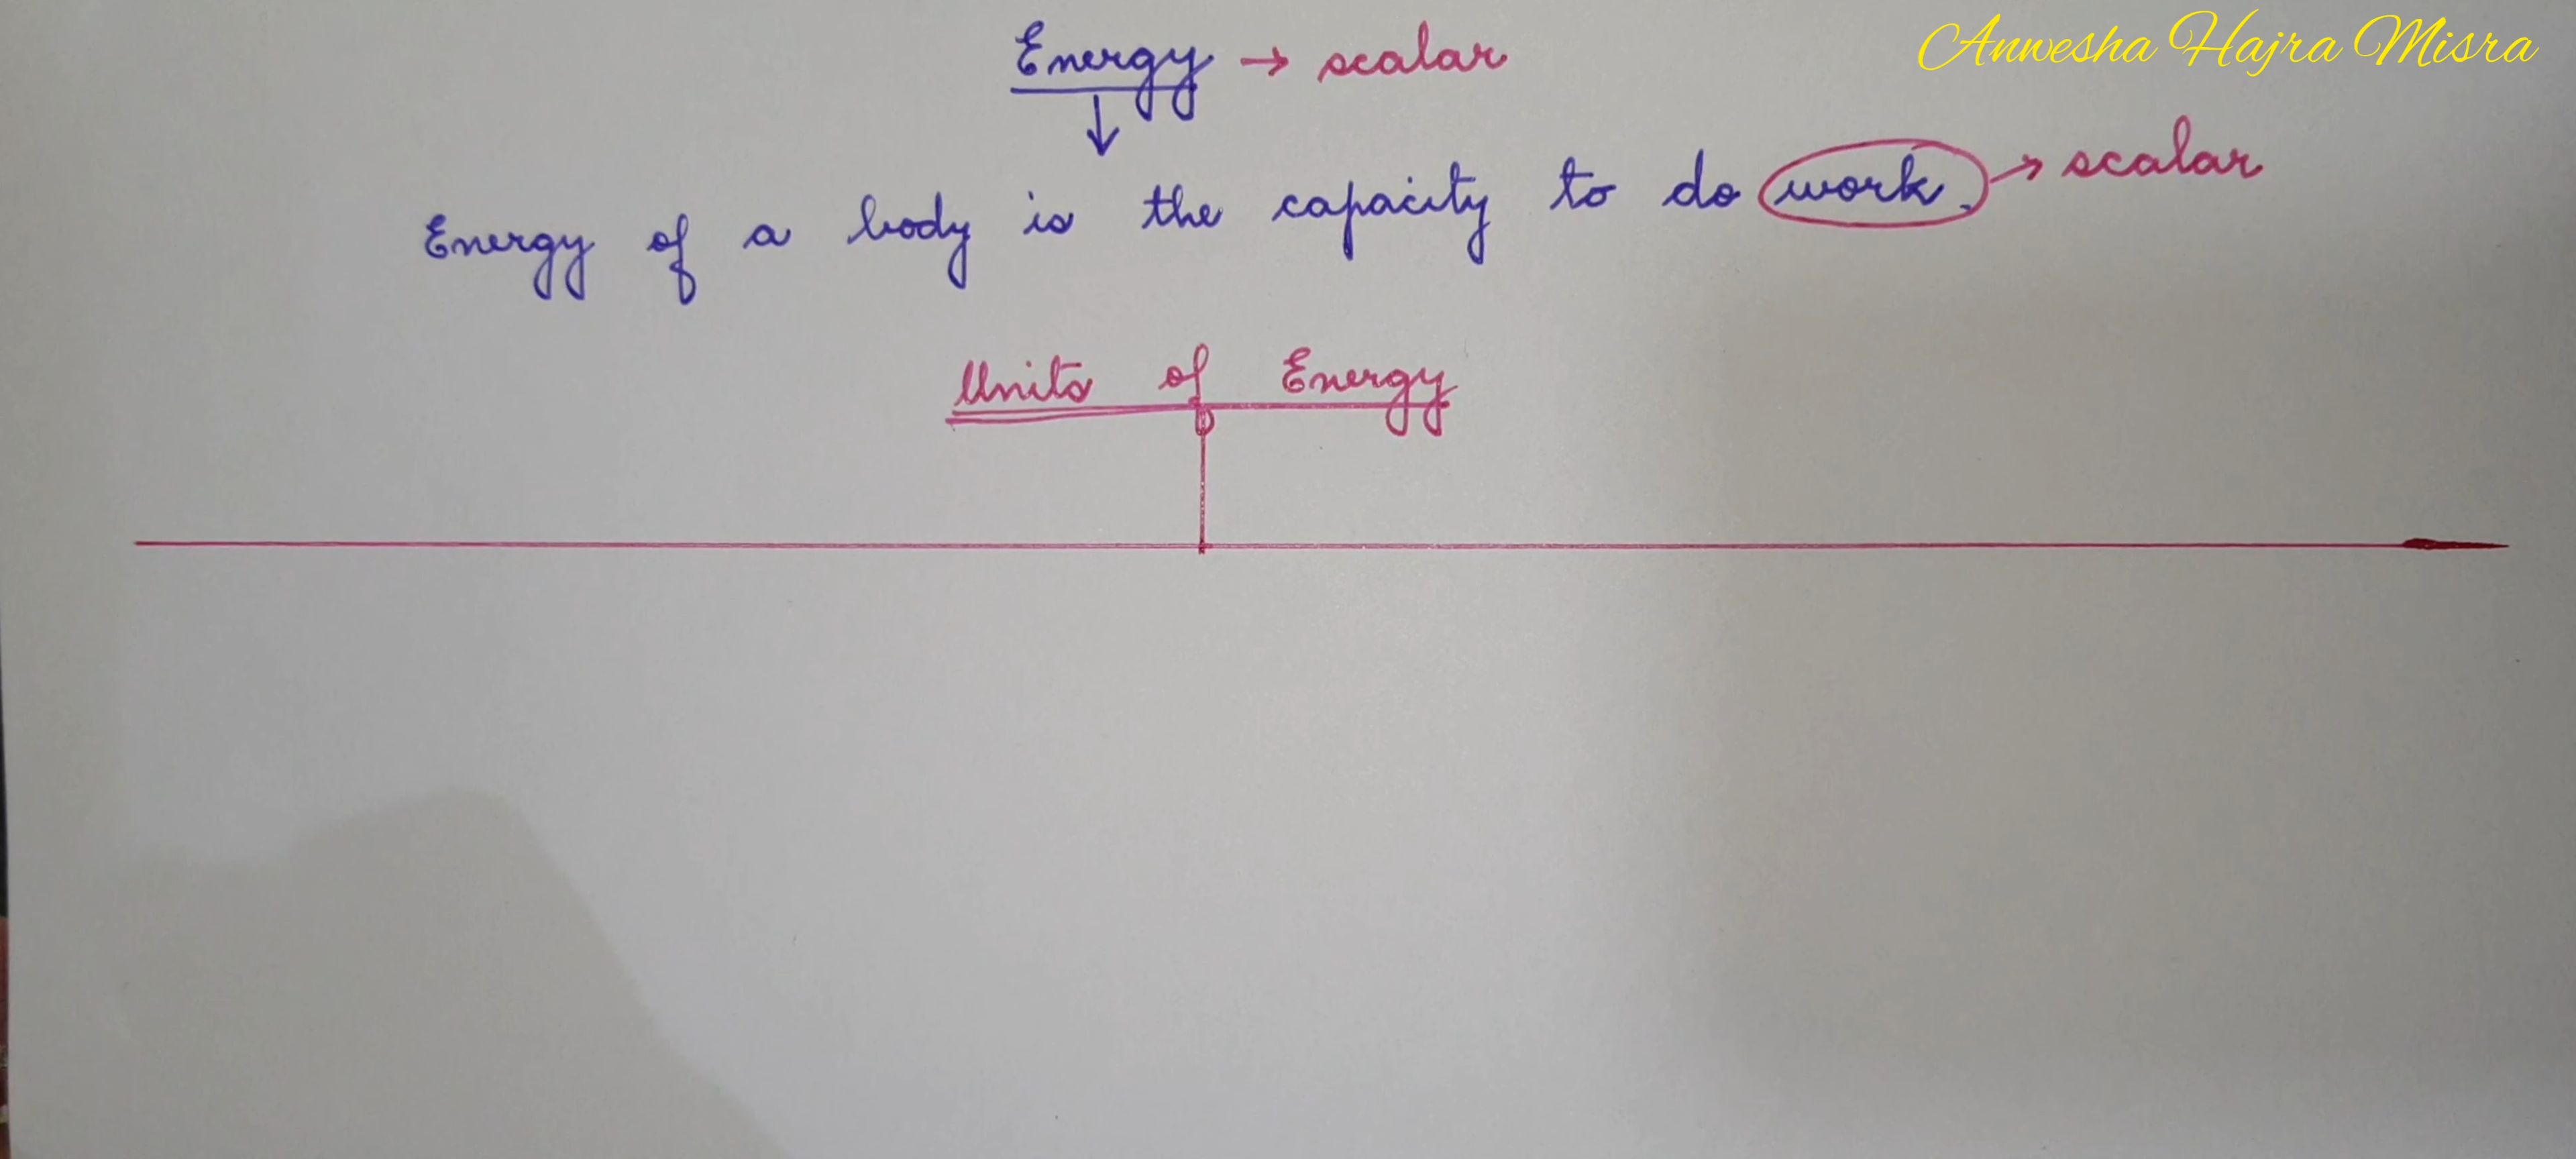 Energy → scalar
Anwesha Hajra Misra
↓
Energy of a body is the capacity to do work. → scalar
Units of Energy